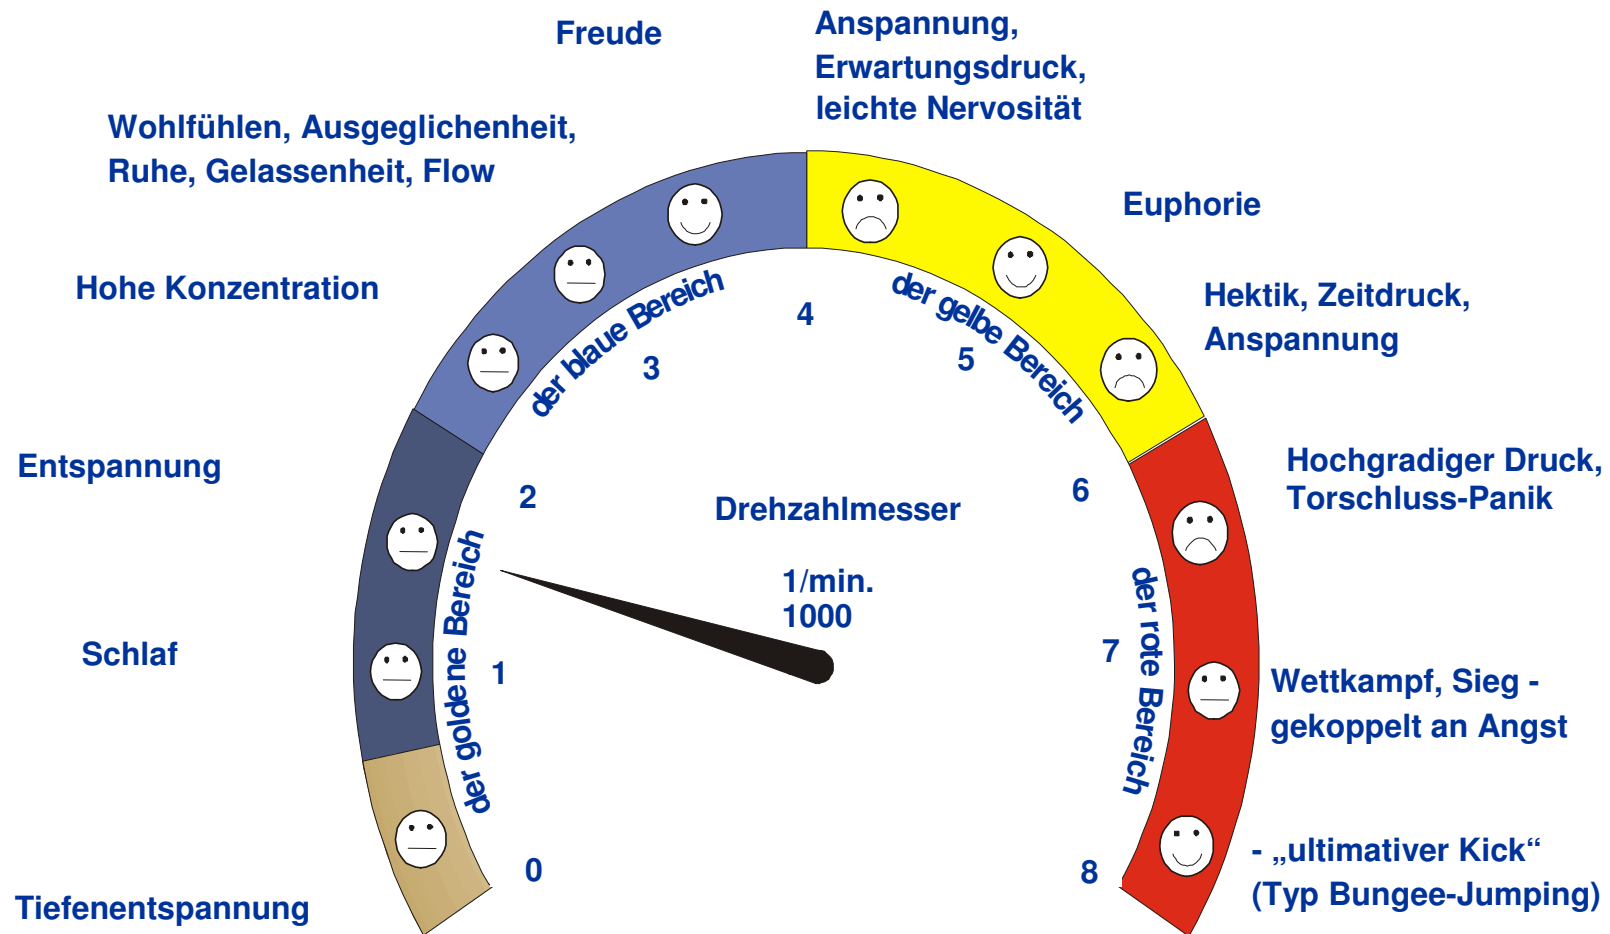 Freude
Anspannung,
Erwartungsdruck,
leichte Nervosität
Wohlfühlen, Ausgeglichenheit,
Ruhe, Gelassenheit, Flow
Euphorie
Hohe Konzentration
Hektik, Zeitdruck,
Anspannung
der blaue Bereich
der gelbe Bereich
4
3
5
Entspannung
Hochgradiger Druck,
Torschluss-Panik
2
6
Drehzahlmesser
1/min.
1000
der goldene Bereich
der rote Bereich
Schlaf
1
7
Wettkampf, Sieg -
gekoppelt an Angst
0
8
- „ultimativer Kick“
(Typ Bungee-Jumping)
Tiefenentspannung